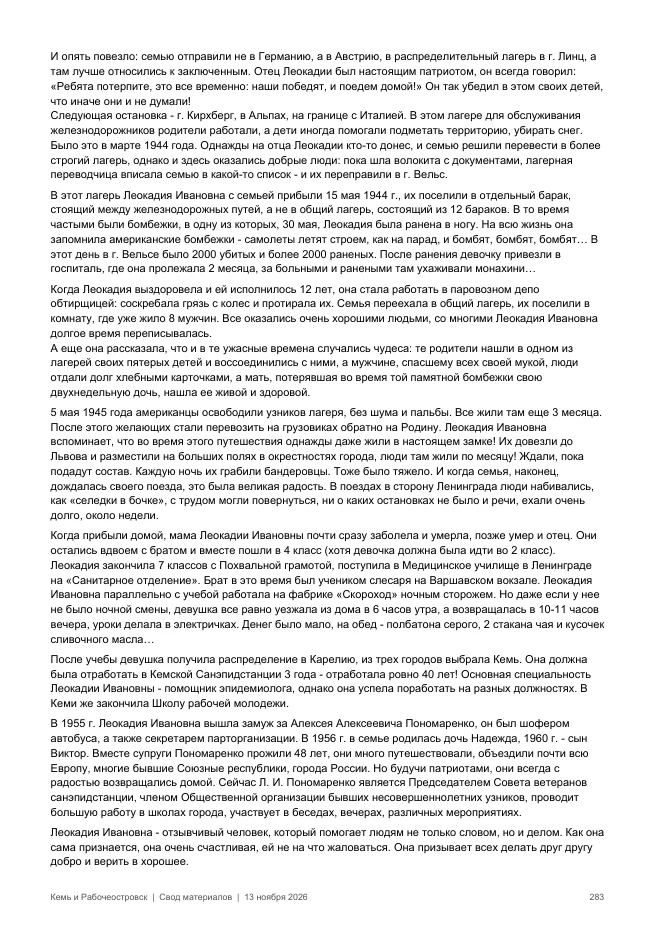 И опять повезло: семью отправили не в Германию, а в Австрию, в распределительный лагерь в г. Линц, а
там лучше относились к заключенным. Отец Леокадии был настоящим патриотом, он всегда говорил:
«Ребята потерпите, это все временно: наши победят, и поедем домой!» Он так убедил в этом своих детей,
что иначе они и не думали!
Следующая остановка - г. Кирхберг, в Альпах, на границе с Италией. В этом лагере для обслуживания
железнодорожников родители работали, а дети иногда помогали подметать территорию, убирать снег.
Было это в марте 1944 года. Однажды на отца Леокадии кто-то донес, и семью решили перевести в более
строгий лагерь, однако и здесь оказались добрые люди: пока шла волокита с документами, лагерная
переводчица вписала семью в какой-то список - и их переправили в г. Вельс.
В этот лагерь Леокадия Ивановна с семьей прибыли 15 мая 1944 г., их поселили в отдельный барак,
стоящий между железнодорожных путей, а не в общий лагерь, состоящий из 12 бараков. В то время
частыми были бомбежки, в одну из которых, 30 мая, Леокадия была ранена в ногу. На всю жизнь она
запомнила американские бомбежки - самолеты летят строем, как на парад, и бомбят, бомбят, бомбят… В
этот день в г. Вельсе было 2000 убитых и более 2000 раненых. После ранения девочку привезли в
госпиталь, где она пролежала 2 месяца, за больными и ранеными там ухаживали монахини…
Когда Леокадия выздоровела и ей исполнилось 12 лет, она стала работать в паровозном депо
обтирщицей: соскребала грязь с колес и протирала их. Семья переехала в общий лагерь, их поселили в
комнату, где уже жило 8 мужчин. Все оказались очень хорошими людьми, со многими Леокадия Ивановна
долгое время переписывалась.
А еще она рассказала, что и в те ужасные времена случались чудеса: те родители нашли в одном из
лагерей своих пятерых детей и воссоединились с ними, а мужчине, спасшему всех своей мукой, люди
отдали долг хлебными карточками, а мать, потерявшая во время той памятной бомбежки свою
двухнедельную дочь, нашла ее живой и здоровой.
5 мая 1945 года американцы освободили узников лагеря, без шума и пальбы. Все жили там еще 3 месяца.
После этого желающих стали перевозить на грузовиках обратно на Родину. Леокадия Ивановна
вспоминает, что во время этого путешествия однажды даже жили в настоящем замке! Их довезли до
Львова и разместили на больших полях в окрестностях города, люди там жили по месяцу! Ждали, пока
подадут состав. Каждую ночь их грабили бандеровцы. Тоже было тяжело. И когда семья, наконец,
дождалась своего поезда, это была великая радость. В поездах в сторону Ленинграда люди набивались,
как «селедки в бочке», с трудом могли повернуться, ни о каких остановках не было и речи, ехали очень
долго, около недели.
Когда прибыли домой, мама Леокадии Ивановны почти сразу заболела и умерла, позже умер и отец. Они
остались вдвоем с братом и вместе пошли в 4 класс (хотя девочка должна была идти во 2 класс).
Леокадия закончила 7 классов с Похвальной грамотой, поступила в Медицинское училище в Ленинграде
на «Санитарное отделение». Брат в это время был учеником слесаря на Варшавском вокзале. Леокадия
Ивановна параллельно с учебой работала на фабрике «Скороход» ночным сторожем. Но даже если у нее
не было ночной смены, девушка все равно уезжала из дома в 6 часов утра, а возвращалась в 10-11 часов
вечера, уроки делала в электричках. Денег было мало, на обед - полбатона серого, 2 стакана чая и кусочек
сливочного масла…
После учебы девушка получила распределение в Карелию, из трех городов выбрала Кемь. Она должна
была отработать в Кемской Санэпидстанции 3 года - отработала ровно 40 лет! Основная специальность
Леокадии Ивановны - помощник эпидемиолога, однако она успела поработать на разных должностях. В
Кеми же закончила Школу рабочей молодежи.
В 1955 г. Леокадия Ивановна вышла замуж за Алексея Алексеевича Пономаренко, он был шофером
автобуса, а также секретарем парторганизации. В 1956 г. в семье родилась дочь Надежда, 1960 г. - сын
Виктор. Вместе супруги Пономаренко прожили 48 лет, они много путешествовали, объездили почти всю
Европу, многие бывшие Союзные республики, города России. Но будучи патриотами, они всегда с
радостью возвращались домой. Сейчас Л. И. Пономаренко является Председателем Совета ветеранов
санэпидстанции, членом Общественной организации бывших несовершеннолетних узников, проводит
большую работу в школах города, участвует в беседах, вечерах, различных мероприятиях.
Леокадия Ивановна - отзывчивый человек, который помогает людям не только словом, но и делом. Как она
сама признается, она очень счастливая, ей не на что жаловаться. Она призывает всех делать друг другу
добро и верить в хорошее.
Кемь и Рабочеостровск | Свод материалов | 13 ноября 2026
283